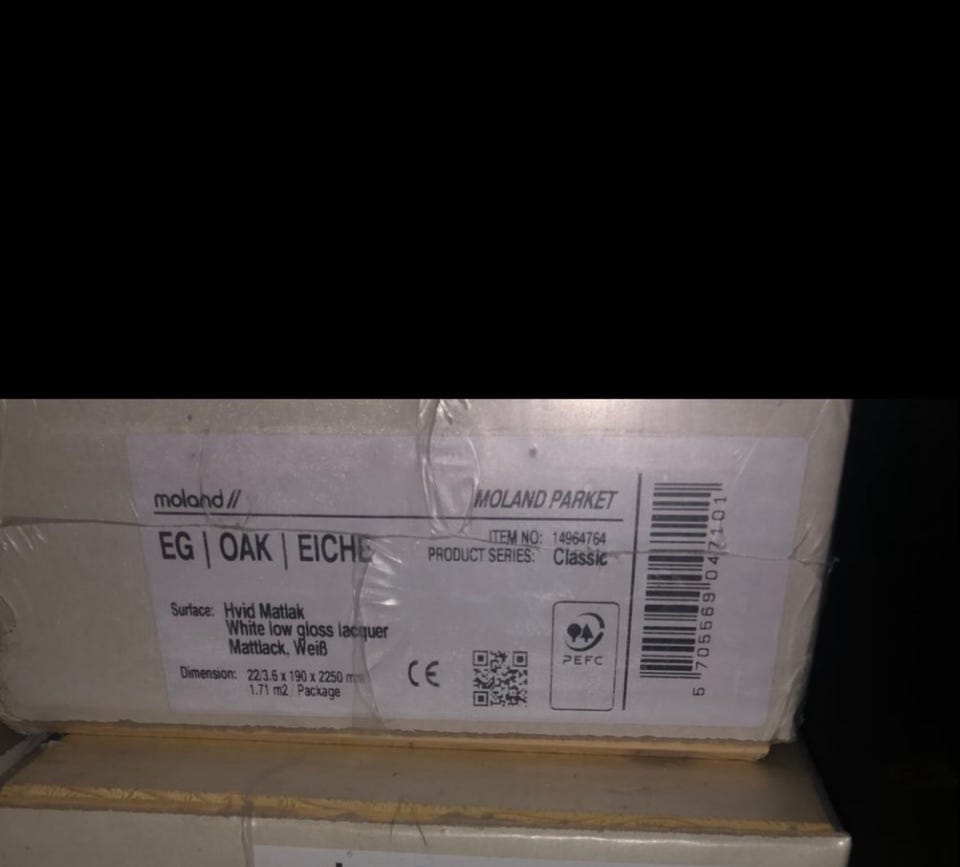 moland//
MOLAND PARKET
EG | OAK | EICHE
ITEM NO: 14964764
PRODUCT SERIES: Classic
Surface: Hvid Matlak
White low gloss lacquer
Mattlack, Weiß
Dimension: 22/3.6 x 190 x 2250 mm
1.71 m2 / Package
CE
PEFC
5 705569 047101